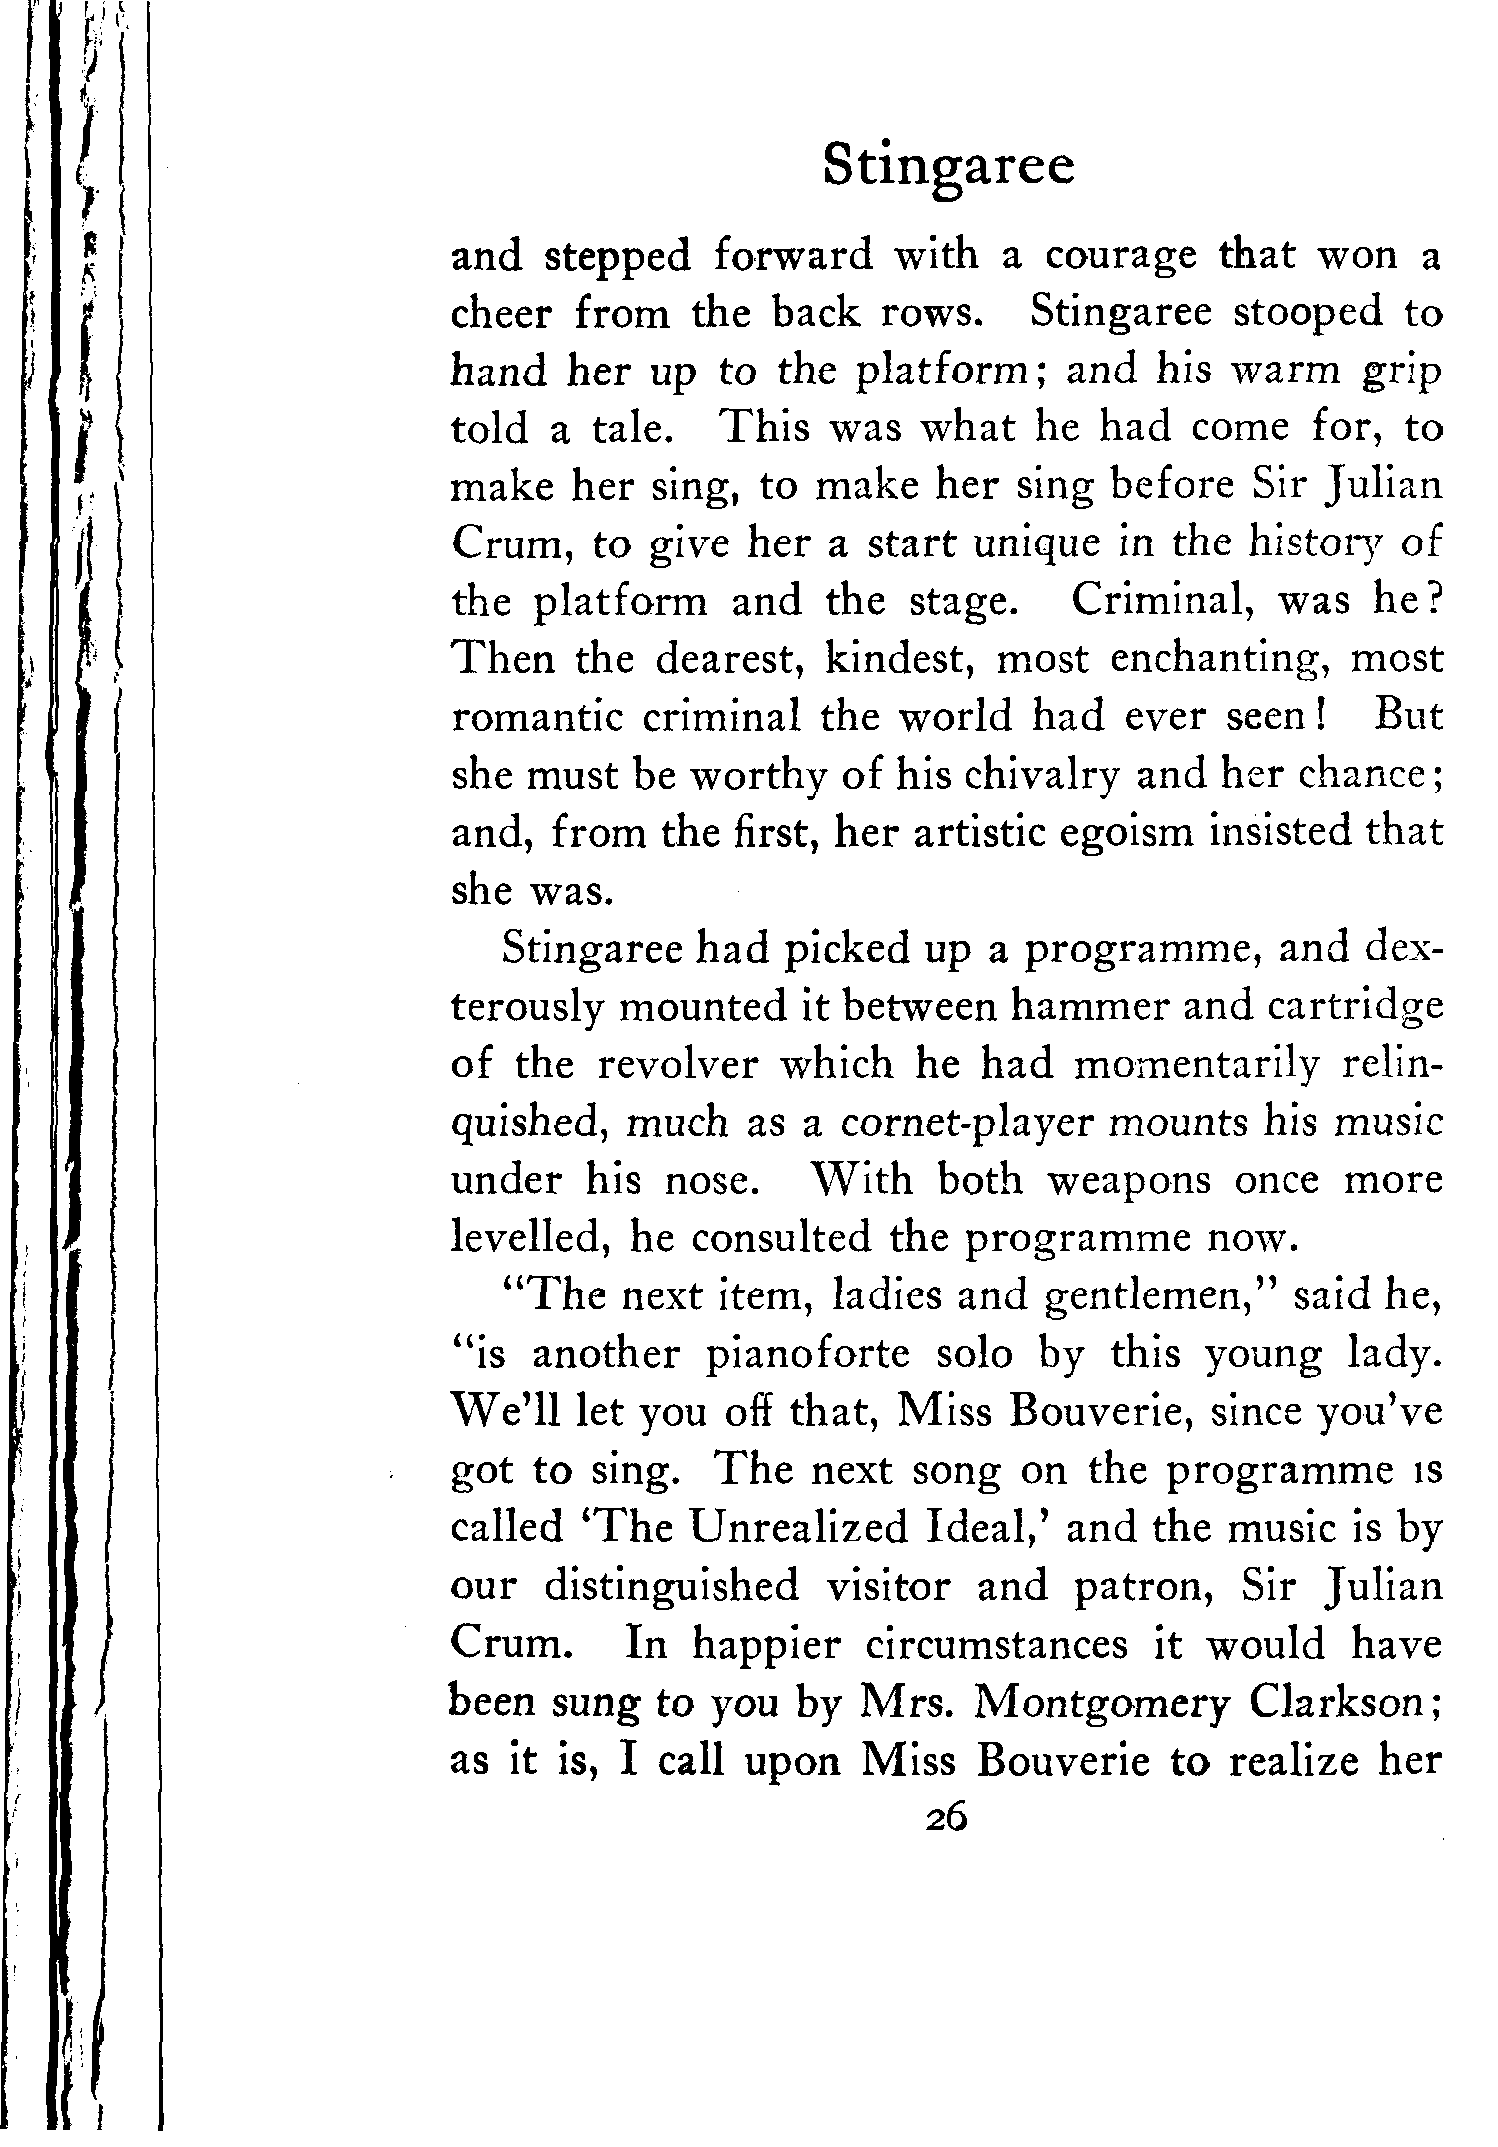 Stingaree
and stepped forward with a courage that won a
cheer from the back rows. Stingaree stooped to
hand her up to the platform; and his warm grip
told a tale. This was what he had come for, to
make her sing, to make her sing before Sir Julian
Crum, to give her a start unique in the history of
the platform and the stage. Criminal, was he?
Then the dearest, kindest, most enchanting, most
romantic criminal the world had ever seen! But
she must be worthy of his chivalry and her chance;
and, from the first, her artistic egoism insisted that
she was.
Stingaree had picked up a programme, and dex-
terously mounted it between hammer and cartridge
of the revolver which he had momentarily relin-
quished, much as a cornet-player mounts his music
under his nose. With both weapons once more
levelled, he consulted the programme now.
"The next item, ladies and gentlemen," said he,
"is another pianoforte solo by this young lady.
We'll let you off that, Miss Bouverie, since you've
got to sing. The next song on the programme is
called 'The Unrealized Ideal,' and the music is by
our distinguished visitor and patron, Sir Julian
Crum. In happier circumstances it would have
been sung to you by Mrs. Montgomery Clarkson;
as it is, I call upon Miss Bouverie to realize her
26